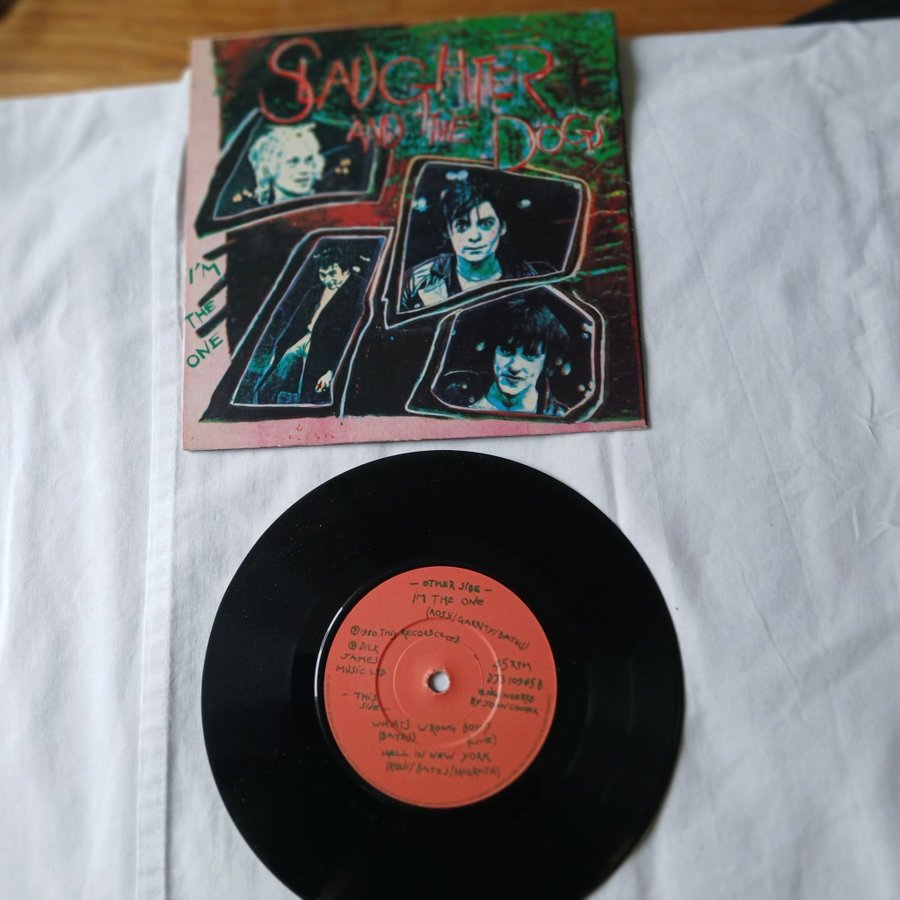 SLAUGHTER
AND THE DOGS
I'M
THE
ONE
- OTHER SIDE -
I'M THE ONE
(ROSSI/GARRITY/BATES)
℗1980 THE RECORD CO LTD
DICK
JAMES
MUSIC LTD
45 RPM
DJS 10945 B
ENGINEERED
BY JOHN COOPER
- THIS
SIDE -
WHATS WRONG BOY
(BATES) (LIVE)
HELL IN NEW YORK
(ROSSI/BATES/MCGRATH)